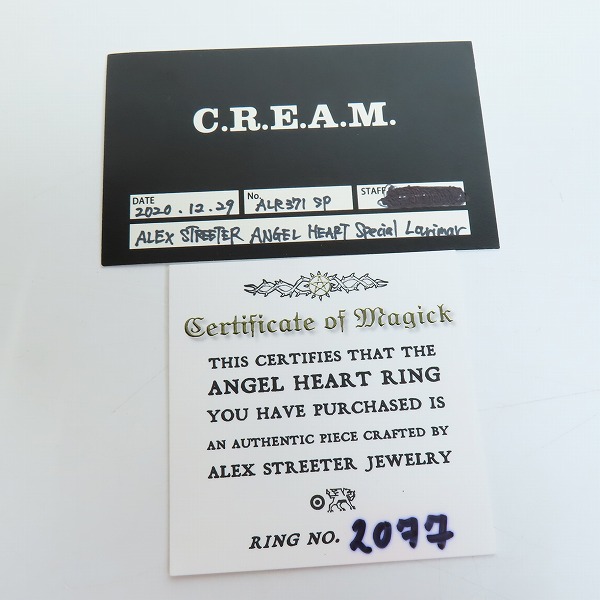 C.R.E.A.M.
DATE 2020.12.29 No. ALR371 SP STAFF
ALEX STREETER ANGEL HEART Special Larimar
Certificate of Magick
THIS CERTIFIES THAT THE
ANGEL HEART RING
YOU HAVE PURCHASED IS
AN AUTHENTIC PIECE CRAFTED BY
ALEX STREETER JEWELRY
RING NO. 2077